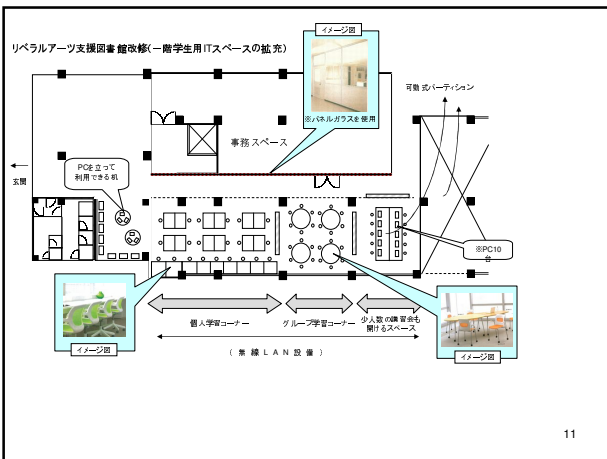 リベラルアーツ支援図書館改修(一階学生用ITスペースの拡充)
イメージ図
※パネルガラスを使用
可動式パーティション
事務スペース
PCを立って
利用できる机
玄関
※PC10
台
イメージ図
個人学習コーナー
グループ学習コーナー
少人数の講習会も
開けるスペース
イメージ図
(無線LAN設備)
11